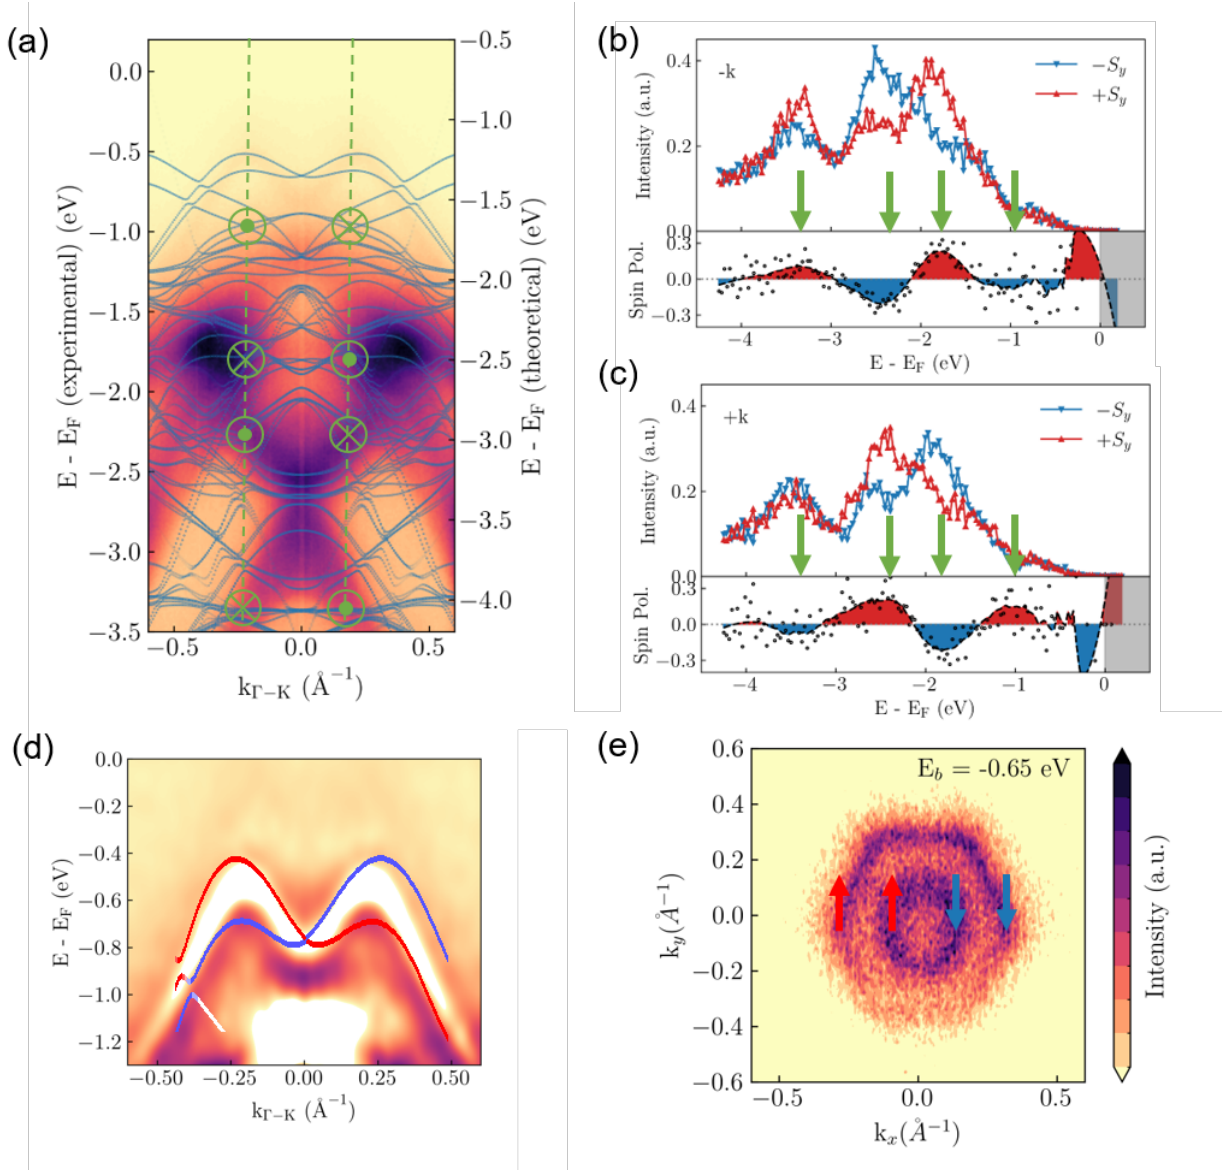 (a)
0.0
−0.5
−1.0
−1.5
−2.0
−2.5
−3.0
−3.5
E - E_F (experimental) (eV)
−0.5
−1.0
−1.5
−2.0
−2.5
−3.0
−3.5
−4.0
E - E_F (theoretical) (eV)
−0.5 0.0 0.5
k_Γ−K (Å⁻¹)
(b)
-k
−S_y
+S_y
0.4
0.2
0.0
Intensity (a.u.)
0.3
0.0
−0.3
Spin Pol.
−4 −3 −2 −1 0
E - E_F (eV)
(c)
+k
−S_y
+S_y
0.4
0.2
0.0
Intensity (a.u.)
0.3
0.0
−0.3
Spin Pol.
−4 −3 −2 −1 0
E - E_F (eV)
(d)
0.0
−0.2
−0.4
−0.6
−0.8
−1.0
−1.2
E - E_F (eV)
−0.50 −0.25 0.00 0.25 0.50
k_Γ−K (Å⁻¹)
(e)
E_b = -0.65 eV
0.6
0.4
0.2
0.0
−0.2
−0.4
−0.6
k_y(Å⁻¹)
−0.5 0.0 0.5
k_x(Å⁻¹)
Intensity (a.u.)